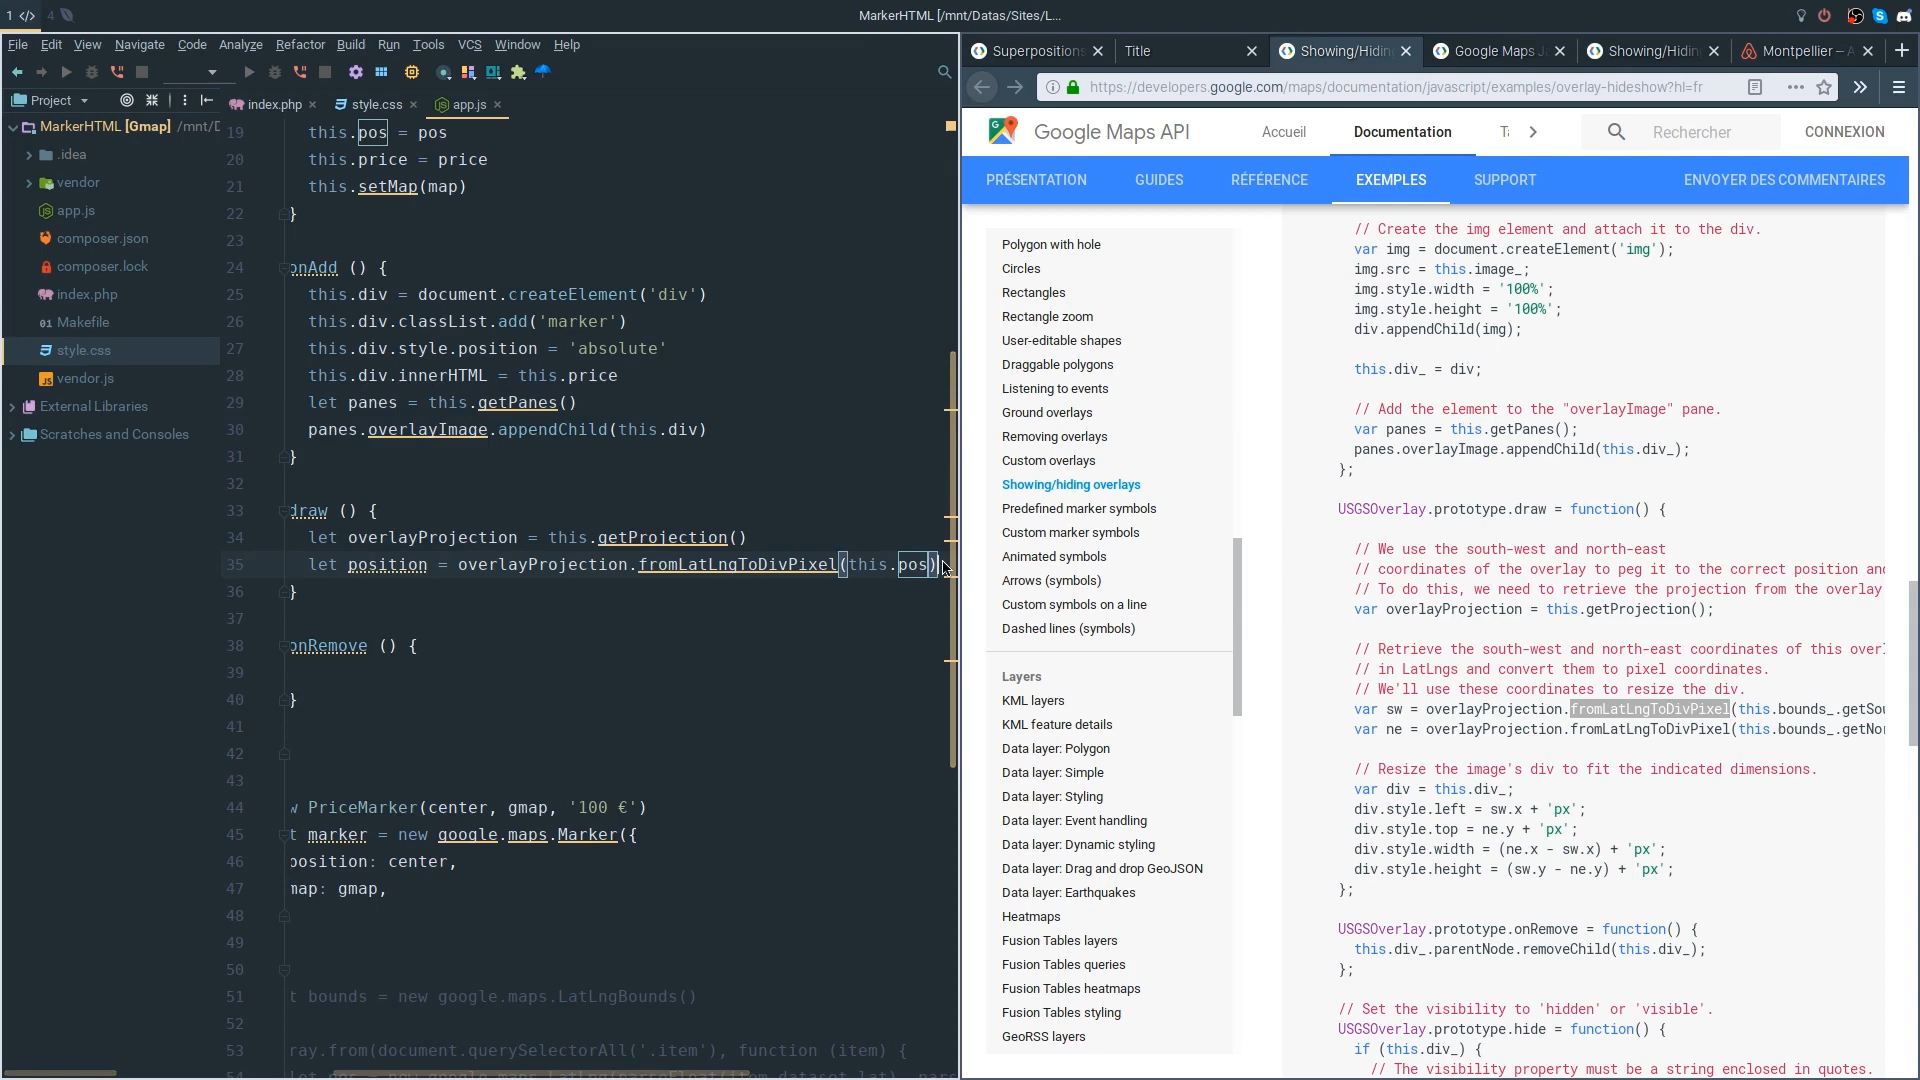 1 </> 4
MarkerHTML [/mnt/Datas/Sites/L...
File Edit View Navigate Code Analyze Refactor Build Run Tools VCS Window Help
Project
index.php
style.css
app.js
MarkerHTML [Gmap] /mnt/D
.idea
vendor
app.js
composer.json
composer.lock
index.php
Makefile
style.css
vendor.js
External Libraries
Scratches and Consoles
19 this.pos = pos
20 this.price = price
21 this.setMap(map)
22 }
23
24 onAdd () {
25 this.div = document.createElement('div')
26 this.div.classList.add('marker')
27 this.div.style.position = 'absolute'
28 this.div.innerHTML = this.price
29 let panes = this.getPanes()
30 panes.overlayImage.appendChild(this.div)
31 }
32
33 draw () {
34 let overlayProjection = this.getProjection()
35 let position = overlayProjection.fromLatLngToDivPixel(this.pos)
36 }
37
38 onRemove () {
39
40 }
41
42
43
44 w PriceMarker(center, gmap, '100 €')
45 t marker = new google.maps.Marker({
46 position: center,
47 map: gmap,
48
49
50
51 t bounds = new google.maps.LatLngBounds()
52
53 ray.from(document.querySelectorAll('.item'), function (item) {
54 let pos = new google.maps.LatLng(parseFloat(item.dataset.lat), pars
Superpositions
Title
Showing/Hidin
Google Maps J
Showing/Hidin
Montpellier – A
https://developers.google.com/maps/documentation/javascript/examples/overlay-hideshow?hl=fr
Google Maps API
Accueil
Documentation
Rechercher
CONNEXION
PRÉSENTATION GUIDES RÉFÉRENCE EXEMPLES SUPPORT ENVOYER DES COMMENTAIRES
Polygon with hole
Circles
Rectangles
Rectangle zoom
User-editable shapes
Draggable polygons
Listening to events
Ground overlays
Removing overlays
Custom overlays
Showing/hiding overlays
Predefined marker symbols
Custom marker symbols
Animated symbols
Arrows (symbols)
Custom symbols on a line
Dashed lines (symbols)
Layers
KML layers
KML feature details
Data layer: Polygon
Data layer: Simple
Data layer: Styling
Data layer: Event handling
Data layer: Dynamic styling
Data layer: Drag and drop GeoJSON
Data layer: Earthquakes
Heatmaps
Fusion Tables layers
Fusion Tables queries
Fusion Tables heatmaps
Fusion Tables styling
GeoRSS layers
// Create the img element and attach it to the div.
var img = document.createElement('img');
img.src = this.image_;
img.style.width = '100%';
img.style.height = '100%';
div.appendChild(img);
this.div_ = div;
// Add the element to the "overlayImage" pane.
var panes = this.getPanes();
panes.overlayImage.appendChild(this.div_);
};
USGSOverlay.prototype.draw = function() {
// We use the south-west and north-east
// coordinates of the overlay to peg it to the correct position and
// To do this, we need to retrieve the projection from the overlay
var overlayProjection = this.getProjection();
// Retrieve the south-west and north-east coordinates of this overl
// in LatLngs and convert them to pixel coordinates.
// We'll use these coordinates to resize the div.
var sw = overlayProjection.fromLatLngToDivPixel(this.bounds_.getSou
var ne = overlayProjection.fromLatLngToDivPixel(this.bounds_.getNor
// Resize the image's div to fit the indicated dimensions.
var div = this.div_;
div.style.left = sw.x + 'px';
div.style.top = ne.y + 'px';
div.style.width = (ne.x - sw.x) + 'px';
div.style.height = (sw.y - ne.y) + 'px';
};
USGSOverlay.prototype.onRemove = function() {
this.div_.parentNode.removeChild(this.div_);
};
// Set the visibility to 'hidden' or 'visible'.
USGSOverlay.prototype.hide = function() {
if (this.div_) {
// The visibility property must be a string enclosed in quotes.